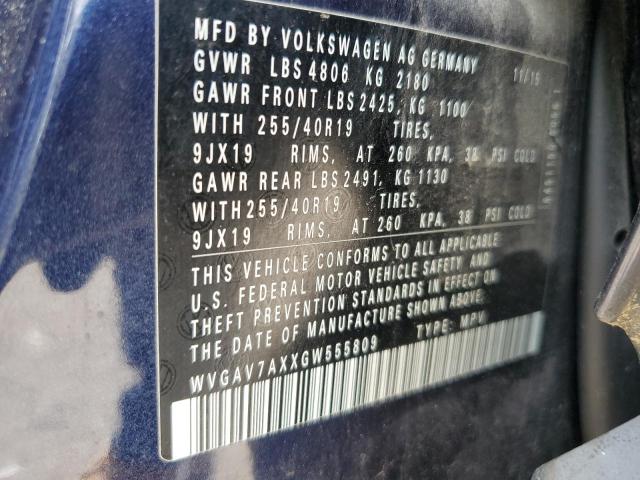 MFD BY VOLKSWAGEN AG GERMANY 11/15
GVWR LBS 4806 KG 2180
GAWR FRONT LBS 2425, KG 1100
WITH 255/40R19 TIRES,
9JX19 RIMS, AT 260 KPA, 38 PSI COLD
GAWR REAR LBS 2491, KG 1130
WITH 255/40R19 TIRES,
9JX19 RIMS, AT 260 KPA, 38 PSI COLD
THIS VEHICLE CONFORMS TO ALL APPLICABLE
U.S. FEDERAL MOTOR VEHICLE SAFETY AND
THEFT PREVENTION STANDARDS IN EFFECT ON
THE DATE OF MANUFACTURE SHOWN ABOVE.
WVGAV7AXXGW555809 TYPE: MPV